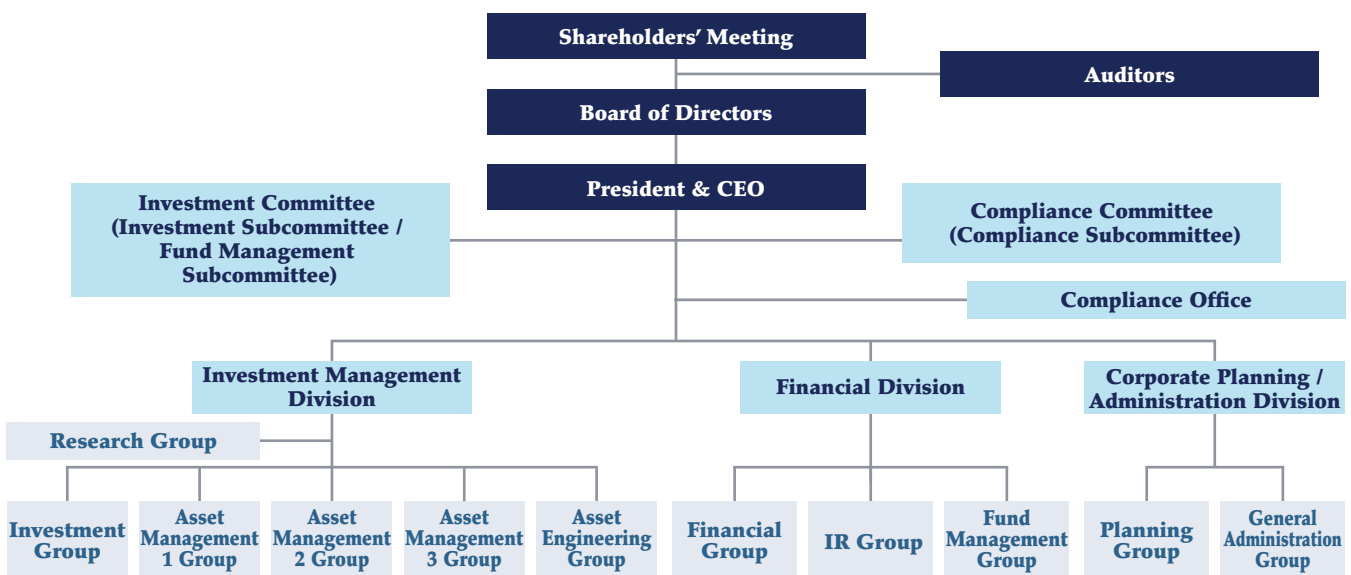 Shareholders’ Meeting
Auditors
Board of Directors
President & CEO
Investment Committee
(Investment Subcommittee /
Fund Management
Subcommittee)
Compliance Committee
(Compliance Subcommittee)
Compliance Office
Investment Management
Division
Financial Division
Corporate Planning /
Administration Division
Research Group
Investment
Group
Asset
Management
1 Group
Asset
Management
2 Group
Asset
Management
3 Group
Asset
Engineering
Group
Financial
Group
IR Group
Fund
Management
Group
Planning
Group
General
Administration
Group